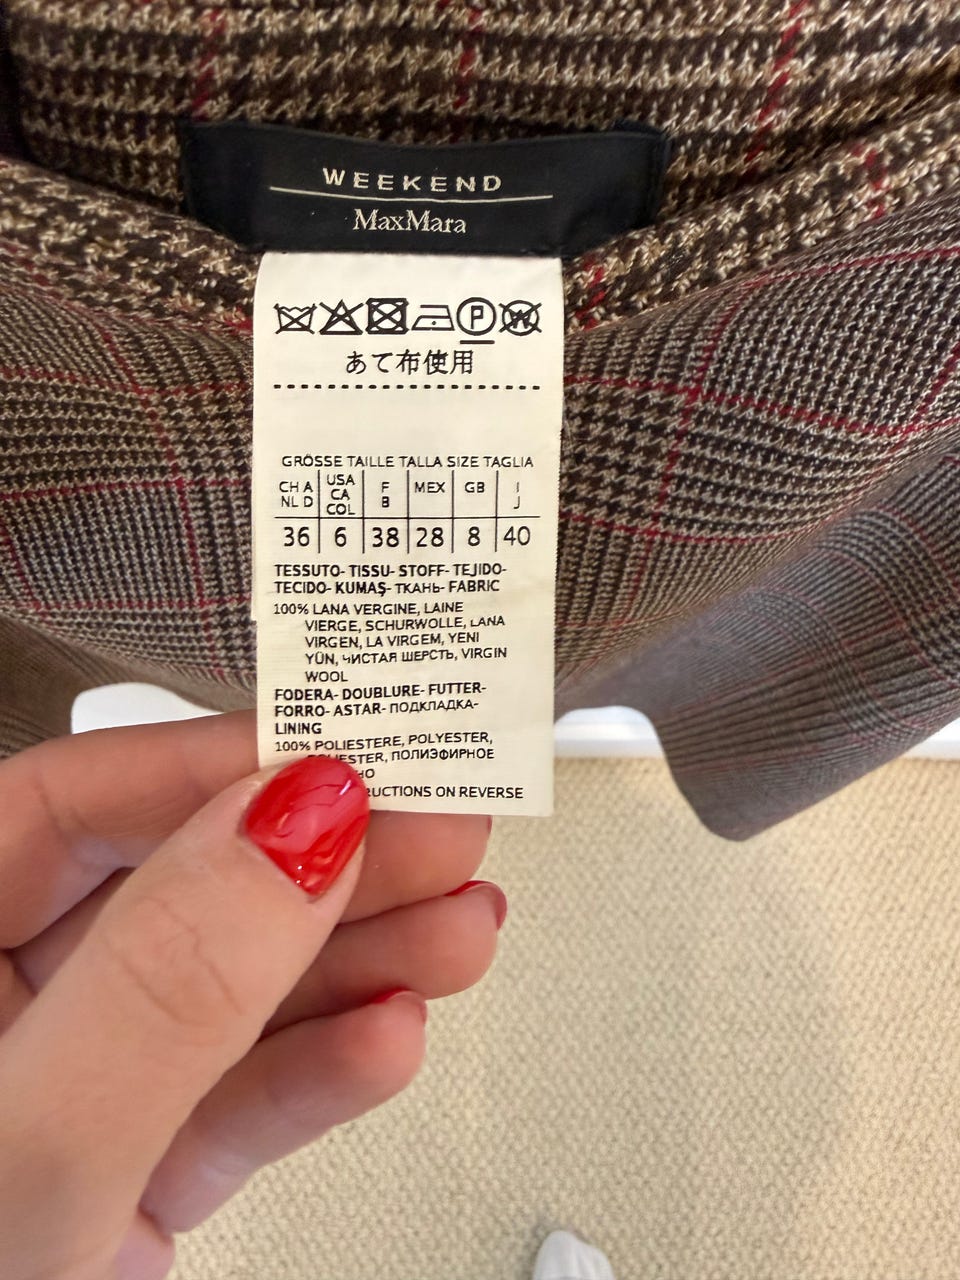 WEEKEND
MaxMara
P W
あて布使用
GRÖSSE TAILLE TALLA SIZE TAGLIA
CH A USA F MEX GB I
NL D CA B J
COL
36 6 38 28 8 40
TESSUTO- TISSU- STOFF- TEJIDO-
TECIDO- KUMAŞ- ТКАНЬ- FABRIC
100% LANA VERGINE, LAINE
VIERGE, SCHURWOLLE, LANA
VIRGEN, LA VIRGEM, YENI
YÜN, ЧИСТАЯ ШЕРСТЬ, VIRGIN
WOOL
FODERA- DOUBLURE- FUTTER-
FORRO- ASTAR- ПОДКЛАДКА-
LINING
100% POLIESTERE, POLYESTER,
ПОЛИЭФИРНОЕ
ON REVERSE